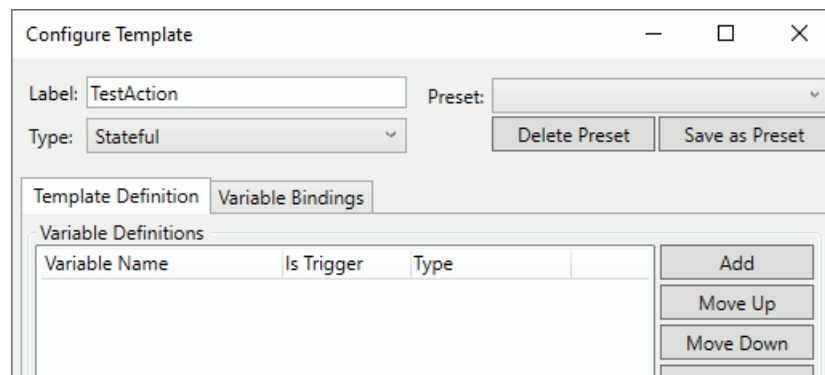 Configure Template
Label: TestAction Preset:
Type: Stateful Delete Preset Save as Preset
Template Definition Variable Bindings
Variable Definitions
Variable Name Is Trigger Type Add
Move Up
Move Down